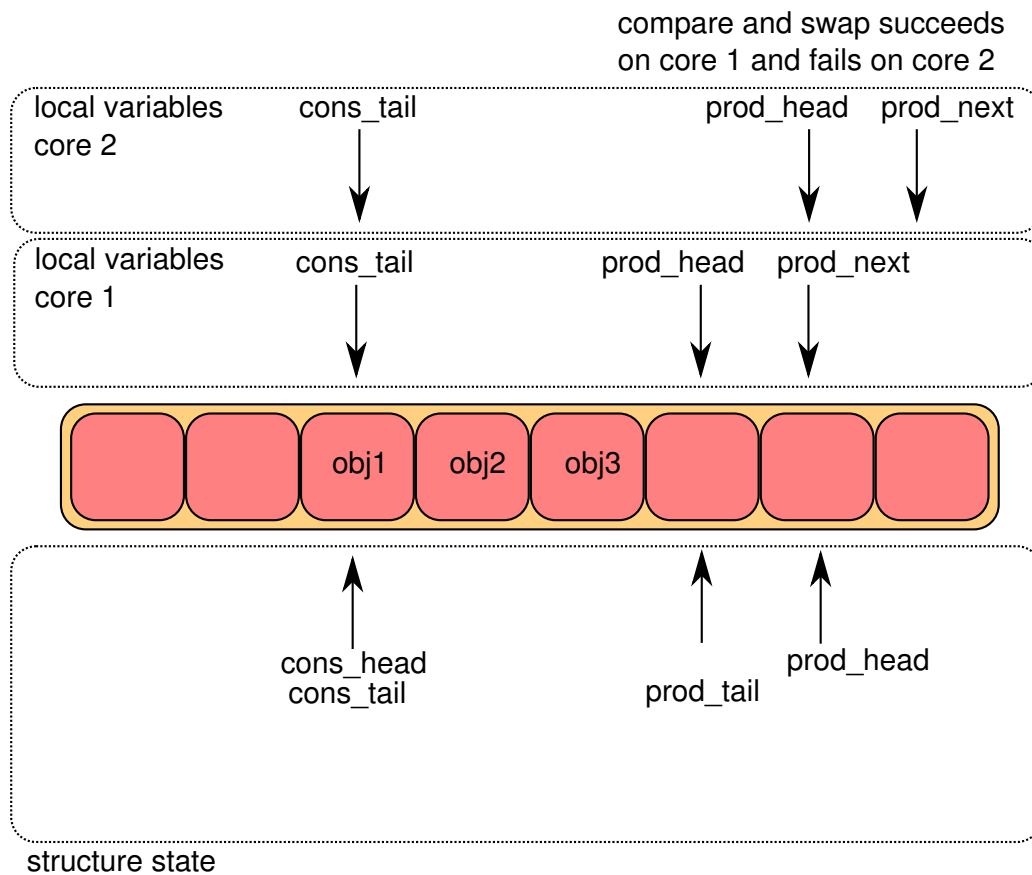 compare and swap succeeds
on core 1 and fails on core 2
local variables
core 2
cons_tail
prod_head
prod_next
local variables
core 1
cons_tail
prod_head
prod_next
obj1
obj2
obj3
cons_head
cons_tail
prod_tail
prod_head
structure state